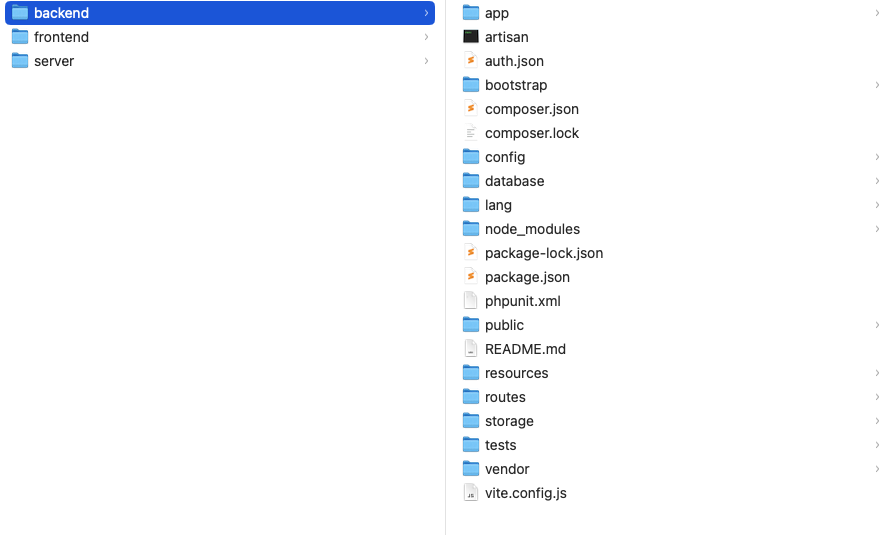 backend
frontend
server
app
artisan
auth.json
bootstrap
composer.json
composer.lock
config
database
lang
node_modules
package-lock.json
package.json
phpunit.xml
public
README.md
resources
routes
storage
tests
vendor
vite.config.js